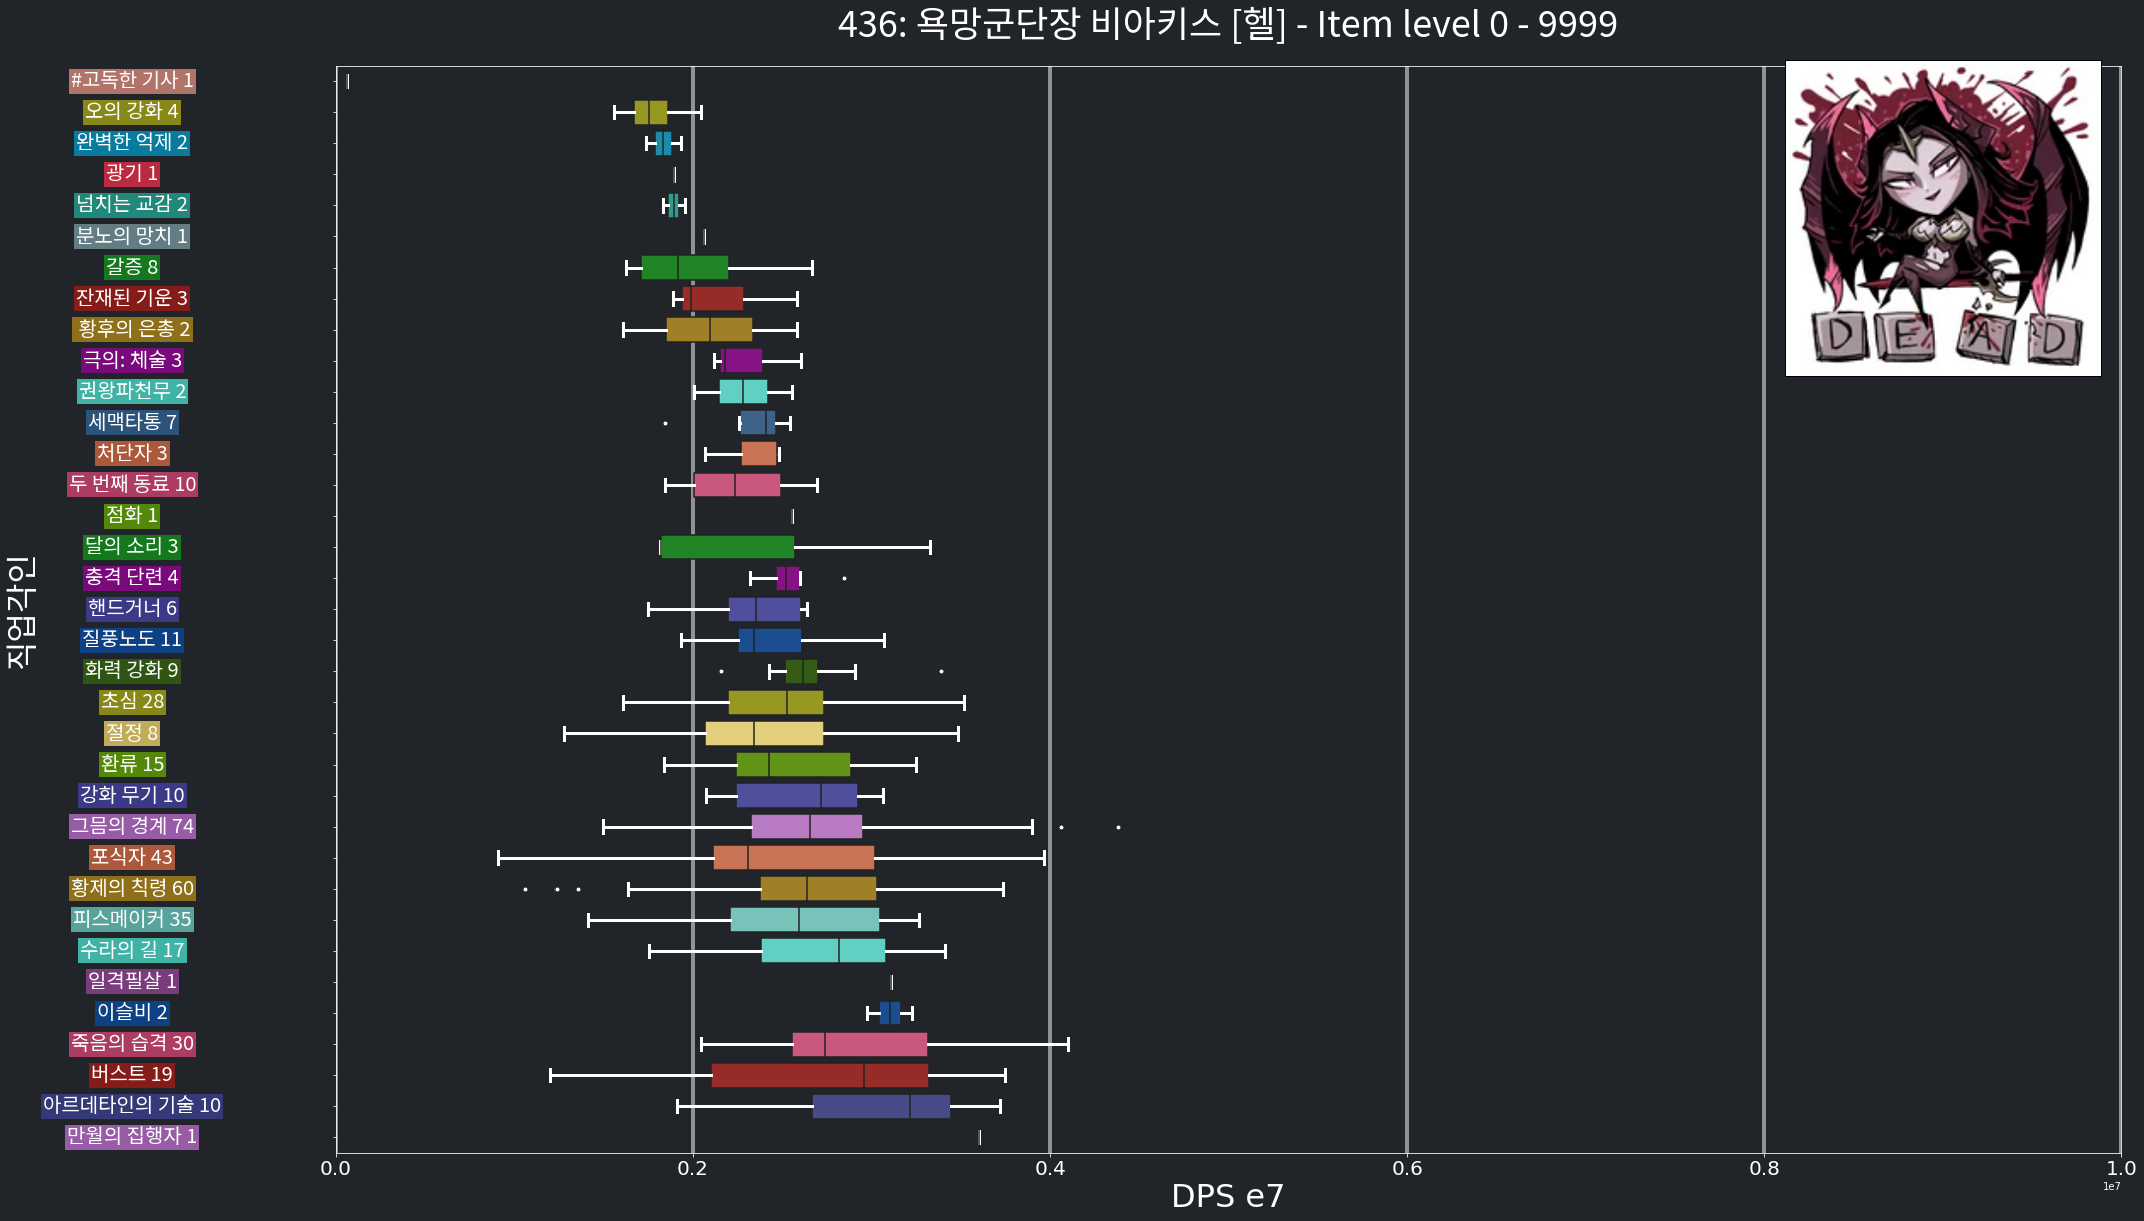 436: 욕망군단장 비아키스 [헬] - Item level 0 - 9999
#고독한 기사 1
오의 강화 4
완벽한 억제 2
광기 1
넘치는 교감 2
분노의 망치 1
갈증 8
잔재된 기운 3
황후의 은총 2
극의: 체술 3
권왕파천무 2
세맥타통 7
처단자 3
두 번째 동료 10
점화 1
달의 소리 3
충격 단련 4
핸드거너 6
질풍노도 11
화력 강화 9
초심 28
절정 8
환류 15
강화 무기 10
그믐의 경계 74
포식자 43
황제의 칙령 60
피스메이커 35
수라의 길 17
일격필살 1
이슬비 2
죽음의 습격 30
버스트 19
아르데타인의 기술 10
만월의 집행자 1
직업각인
0.0 0.2 0.4 0.6 0.8 1.0
1e7
DPS e7
DEAD